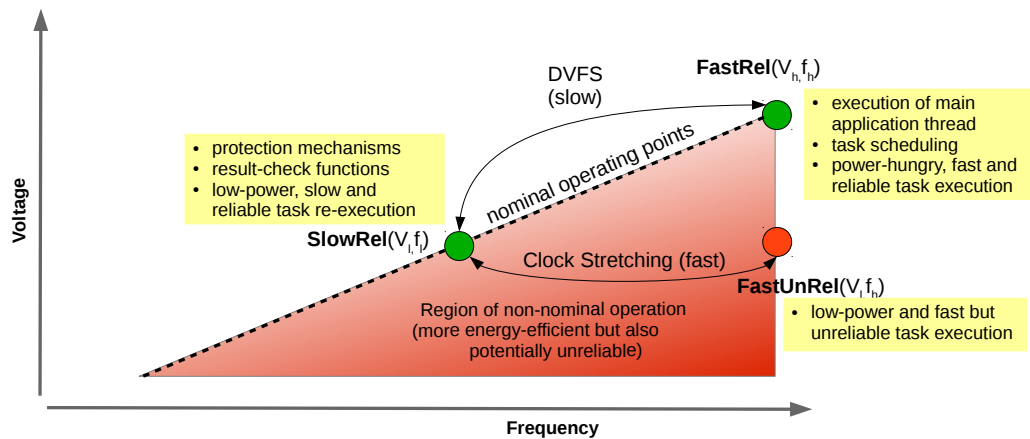 FastRel(Vh,fh)
DVFS
(slow)
• execution of main
application thread
• task scheduling
• power-hungry, fast and
reliable task execution
• protection mechanisms
• result-check functions
• low-power, slow and
reliable task re-execution
nominal operating points
SlowRel(Vl,fl)
Clock Stretching (fast)
FastUnRel(Vl,fh)
• low-power and fast but
unreliable task execution
Region of non-nominal operation
(more energy-efficient but also
potentially unreliable)
Voltage
Frequency